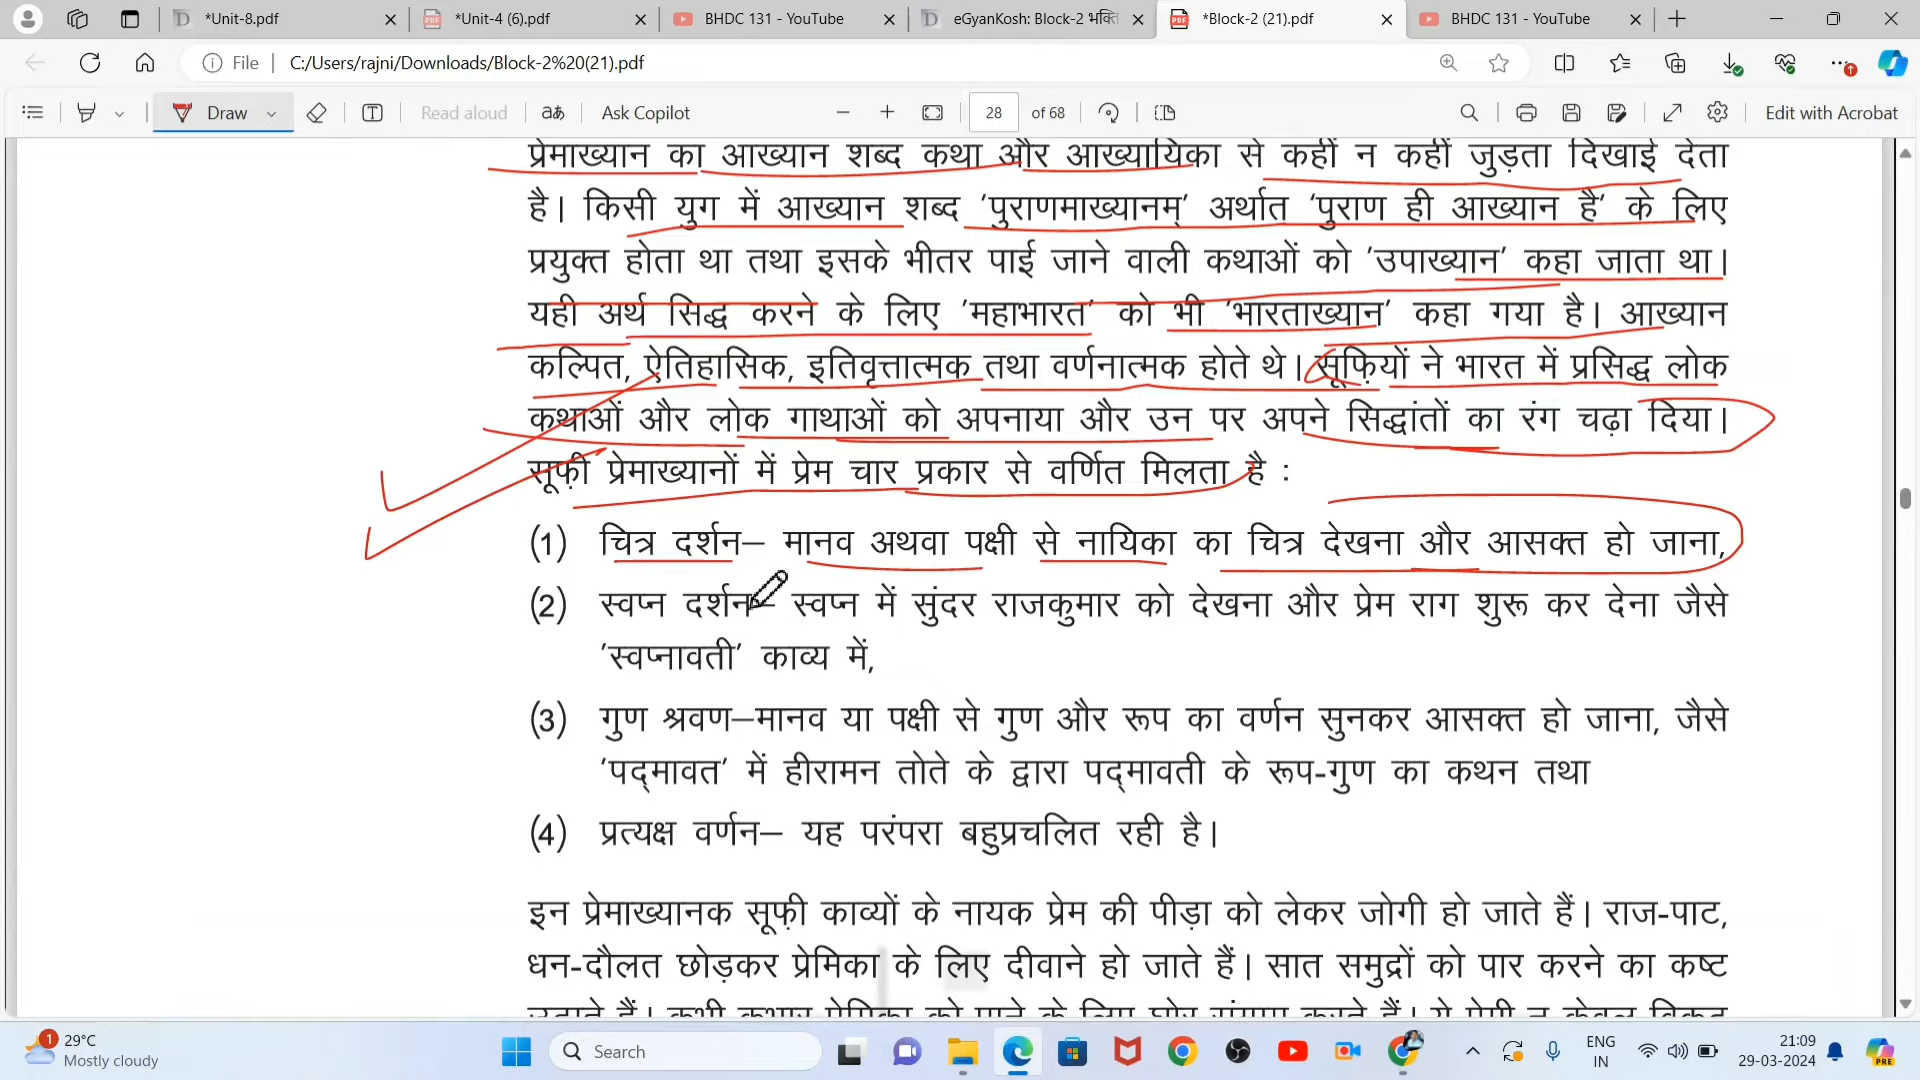 *Unit-8.pdf
*Unit-4 (6).pdf
BHDC 131 - YouTube
eGyanKosh: Block-2 भक्ति
*Block-2 (21).pdf
BHDC 131 - YouTube
File
C:/Users/rajni/Downloads/Block-2%20(21).pdf
Draw
Read aloud
aあ
Ask Copilot
28
of 68
Edit with Acrobat
प्रेमाख्यान का आख्यान शब्द कथा और आख्यायिका से कहीं न कहीं जुड़ता दिखाई देता
है। किसी युग में आख्यान शब्द 'पुराणमाख्यानम्' अर्थात 'पुराण ही आख्यान है' के लिए
प्रयुक्त होता था तथा इसके भीतर पाई जाने वाली कथाओं को 'उपाख्यान' कहा जाता था।
यही अर्थ सिद्ध करने के लिए 'महाभारत' को भी 'भारताख्यान' कहा गया है। आख्यान
कल्पित, ऐतिहासिक, इतिवृत्तात्मक तथा वर्णनात्मक होते थे। सूफ़ियों ने भारत में प्रसिद्ध लोक
कथाओं और लोक गाथाओं को अपनाया और उन पर अपने सिद्धांतों का रंग चढ़ा दिया।
सूफ़ी प्रेमाख्यानों में प्रेम चार प्रकार से वर्णित मिलता है :
(1) चित्र दर्शन– मानव अथवा पक्षी से नायिका का चित्र देखना और आसक्त हो जाना,
(2) स्वप्न दर्शन– स्वप्न में सुंदर राजकुमार को देखना और प्रेम राग शुरू कर देना जैसे
'स्वप्नावती' काव्य में,
(3) गुण श्रवण–मानव या पक्षी से गुण और रूप का वर्णन सुनकर आसक्त हो जाना, जैसे
'पद्मावत' में हीरामन तोते के द्वारा पद्मावती के रूप-गुण का कथन तथा
(4) प्रत्यक्ष वर्णन– यह परंपरा बहुप्रचलित रही है।
इन प्रेमाख्यानक सूफ़ी काव्यों के नायक प्रेम की पीड़ा को लेकर जोगी हो जाते हैं। राज-पाट,
धन-दौलत छोड़कर प्रेमिका के लिए दीवाने हो जाते हैं। सात समुद्रों को पार करने का कष्ट
1
29°C
Mostly cloudy
Search
ENG
IN
21:09
29-03-2024
PRE